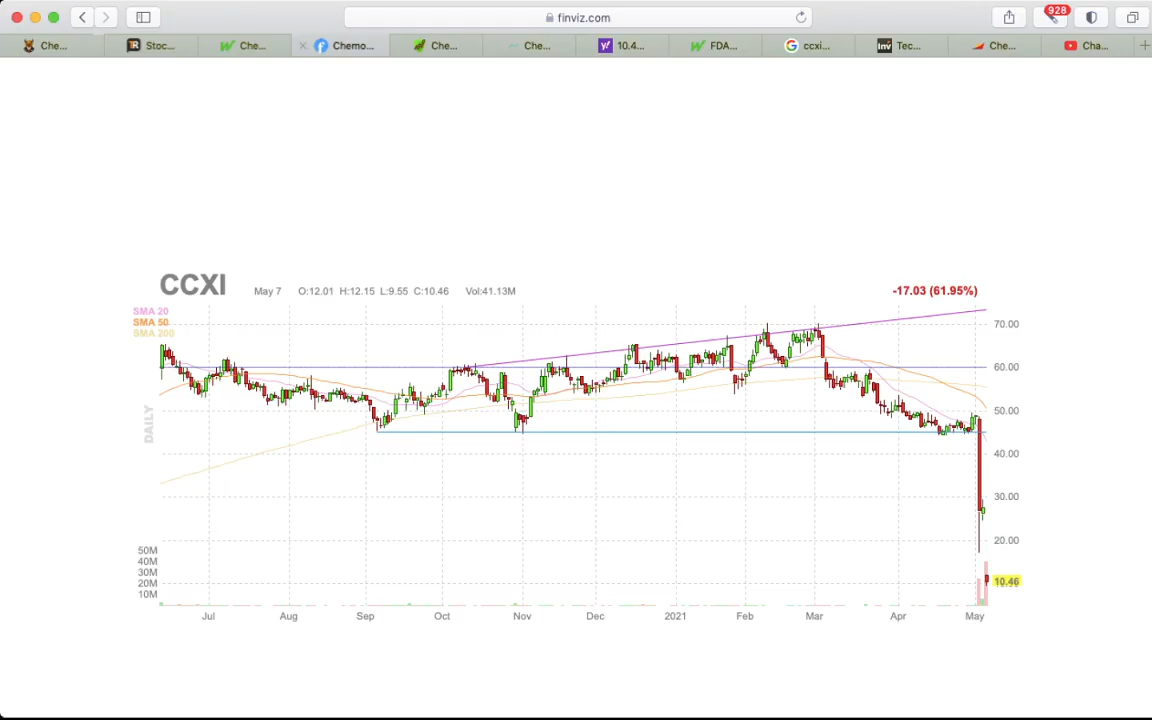 finviz.com
928
Che...
Stoc...
Che...
Chemo...
Che...
Che...
10.4...
FDA...
ccxi...
Tec...
Che...
Cha...
CCXI May 7 O:12.01 H:12.15 L:9.55 C:10.46 Vol:41.13M -17.03 (61.95%)
SMA 20
SMA 50
SMA 200
DAILY
70.00
60.00
50.00
40.00
30.00
20.00
10.46
50M
40M
30M
20M
10M
Jul Aug Sep Oct Nov Dec 2021 Feb Mar Apr May